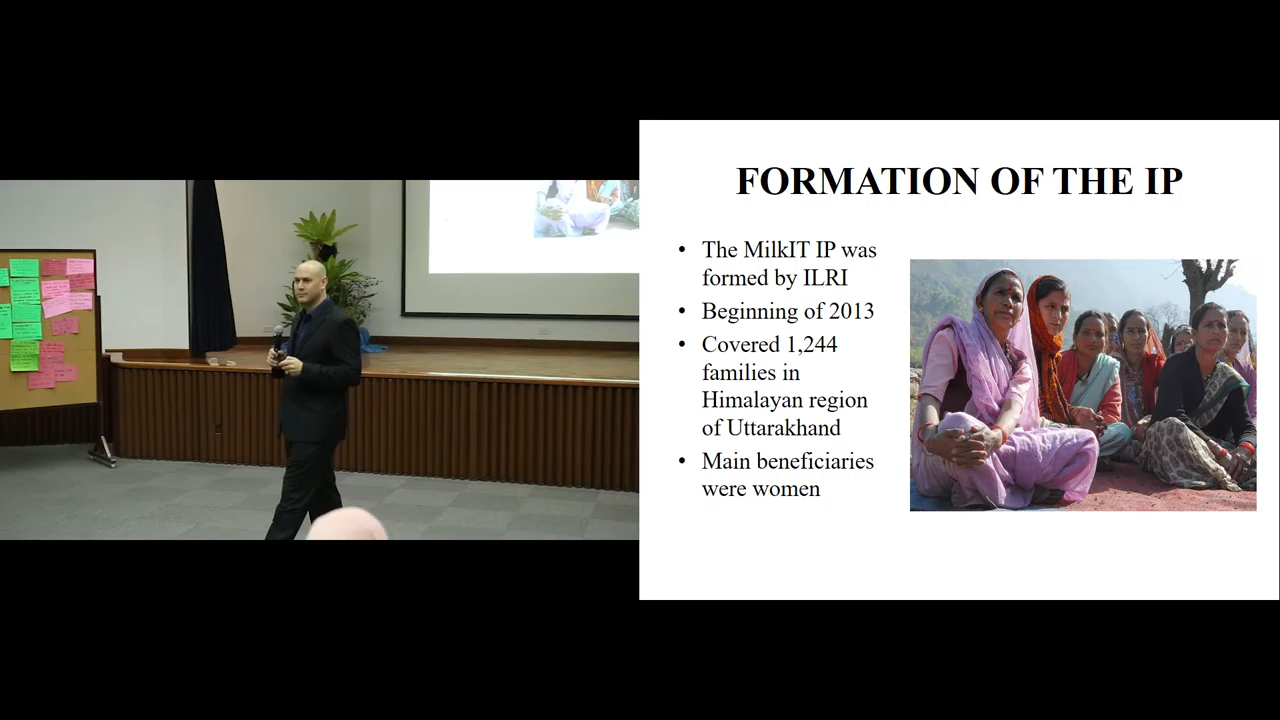 FORMATION OF THE IP
• The MilkIT IP was
formed by ILRI
• Beginning of 2013
• Covered 1,244
families in
Himalayan region
of Uttarakhand
• Main beneficiaries
were women